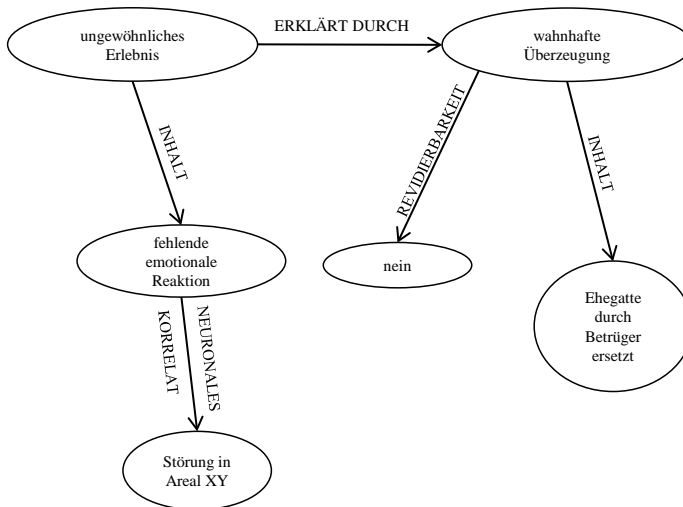 ungewöhnliches
Erlebnis
ERKLÄRT DURCH
wahnhafte
Überzeugung
INHALT
REVIDIERBARKEIT
INHALT
fehlende
emotionale
Reaktion
nein
Ehegatte
durch
Betrüger
ersetzt
NEURONALES
KORRELAT
Störung in
Areal XY